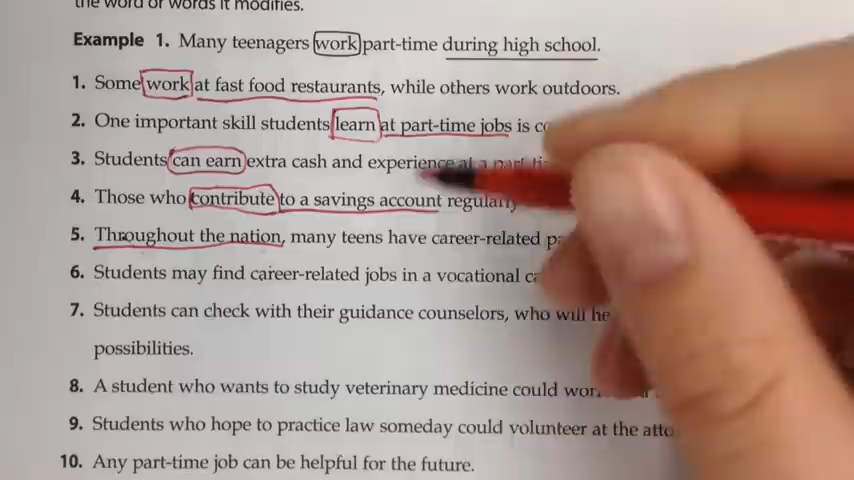 the word or words it modifies.
Example 1. Many teenagers work part-time during high school.
1. Some work at fast food restaurants, while others work outdoors.
2. One important skill students learn at part-time jobs is
3. Students can earn extra cash and experience at a
4. Those who contribute to a savings account regularly
5. Throughout the nation, many teens have career-related
6. Students may find career-related jobs in a vocational
7. Students can check with their guidance counselors, who will
possibilities.
8. A student who wants to study veterinary medicine could
9. Students who hope to practice law someday could volunteer at the
10. Any part-time job can be helpful for the future.